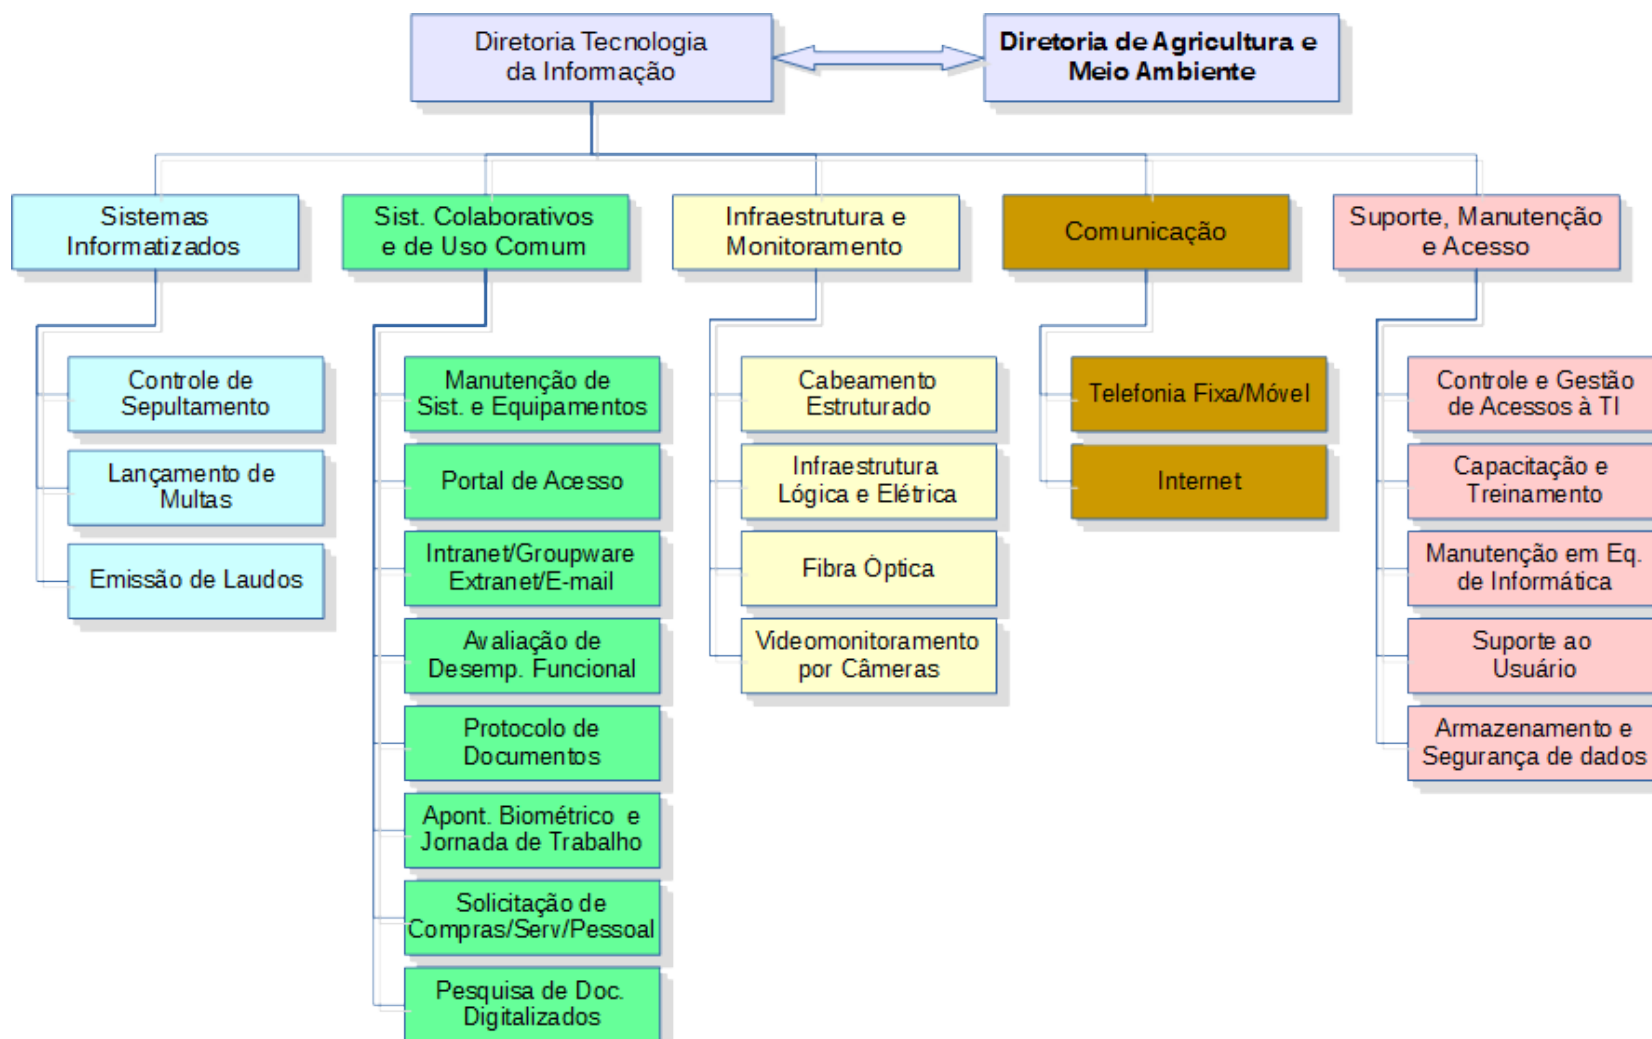 Diretoria Tecnologia
da Informação
Diretoria de Agricultura e
Meio Ambiente
Sistemas
Informatizados
Sist. Colaborativos
e de Uso Comum
Infraestrutura e
Monitoramento
Comunicação
Suporte, Manutenção
e Acesso
Controle de
Sepultamento
Lançamento de
Multas
Emissão de Laudos
Manutenção de
Sist. e Equipamentos
Portal de Acesso
Intranet/Groupware
Extranet/E-mail
Avaliação de
Desemp. Funcional
Protocolo de
Documentos
Apont. Biométrico e
Jornada de Trabalho
Solicitação de
Compras/Serv/Pessoal
Pesquisa de Doc.
Digitalizados
Cabeamento
Estruturado
Infraestrutura
Lógica e Elétrica
Fibra Óptica
Videomonitoramento
por Câmeras
Telefonia Fixa/Móvel
Internet
Controle e Gestão
de Acessos à TI
Capacitação e
Treinamento
Manutenção em Eq.
de Informática
Suporte ao
Usuário
Armazenamento e
Segurança de dados